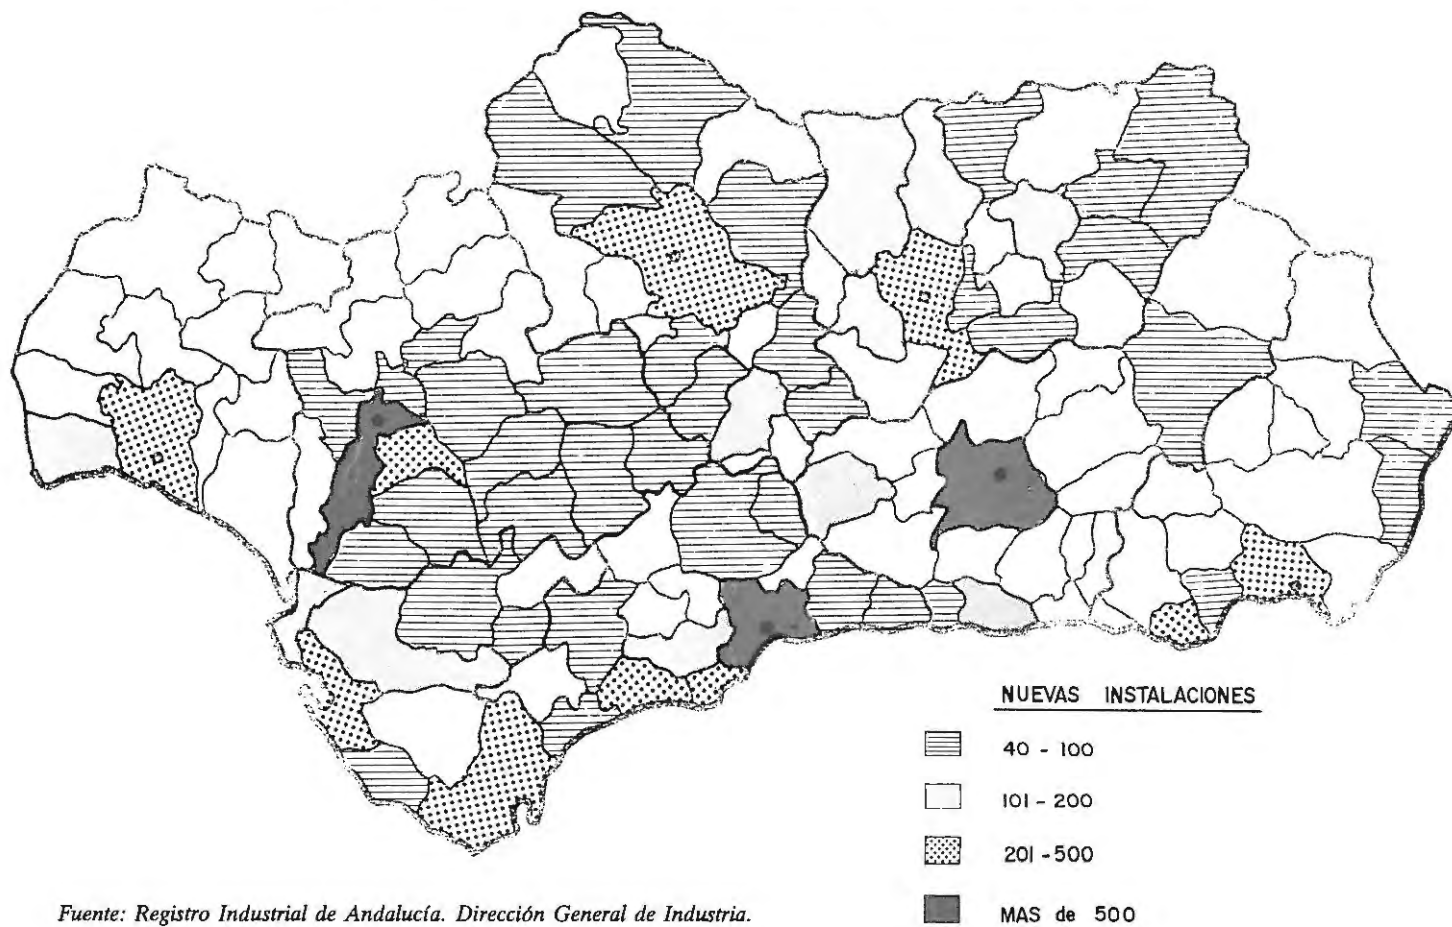 NUEVAS INSTALACIONES
40 - 100
101 - 200
201 - 500
MAS de 500
Fuente: Registro Industrial de Andalucía. Dirección General de Industria.